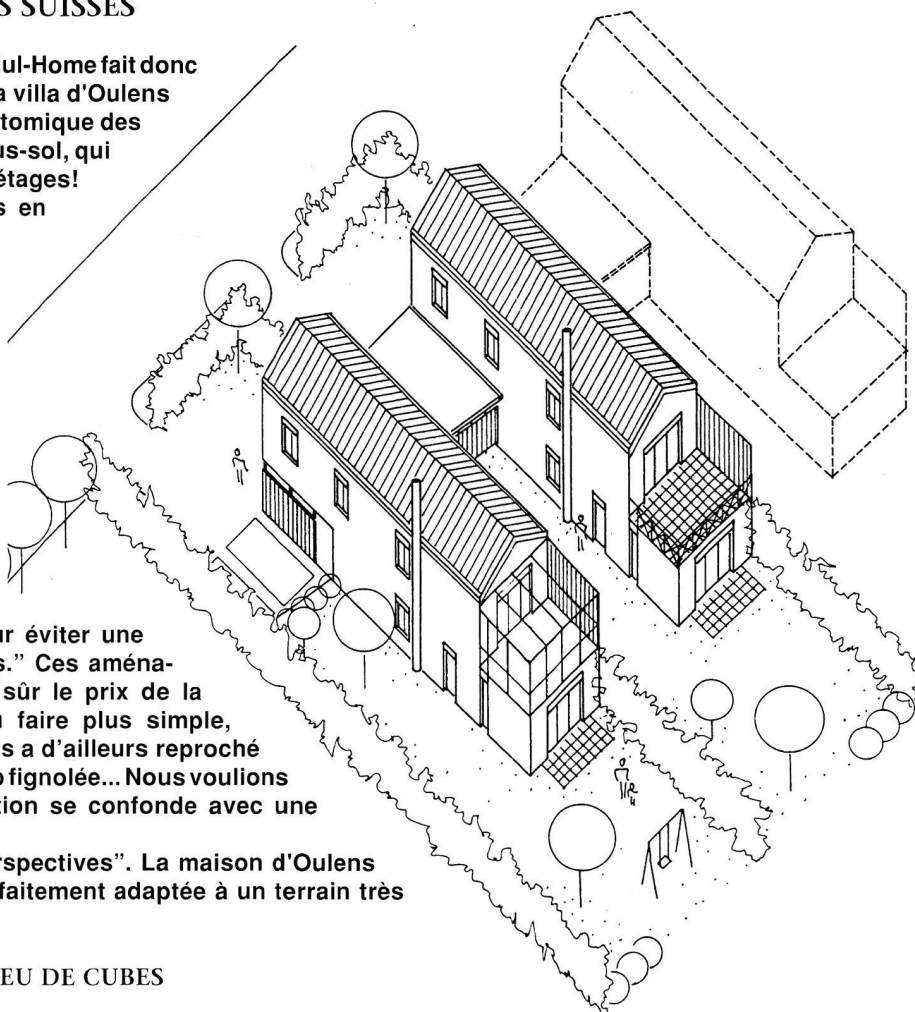 S SUISSES
ul-Home fait donc
a villa d'Oulens
tomique des
us-sol, qui
étages!
s en
ur éviter une
s.” Ces aména-
sûr le prix de la
u faire plus simple,
s a d'ailleurs reproché
p fignolée... Nous voulions
tion se confonde avec une
rspectives”. La maison d'Oulens
faitement adaptée à un terrain très
EU DE CUBES